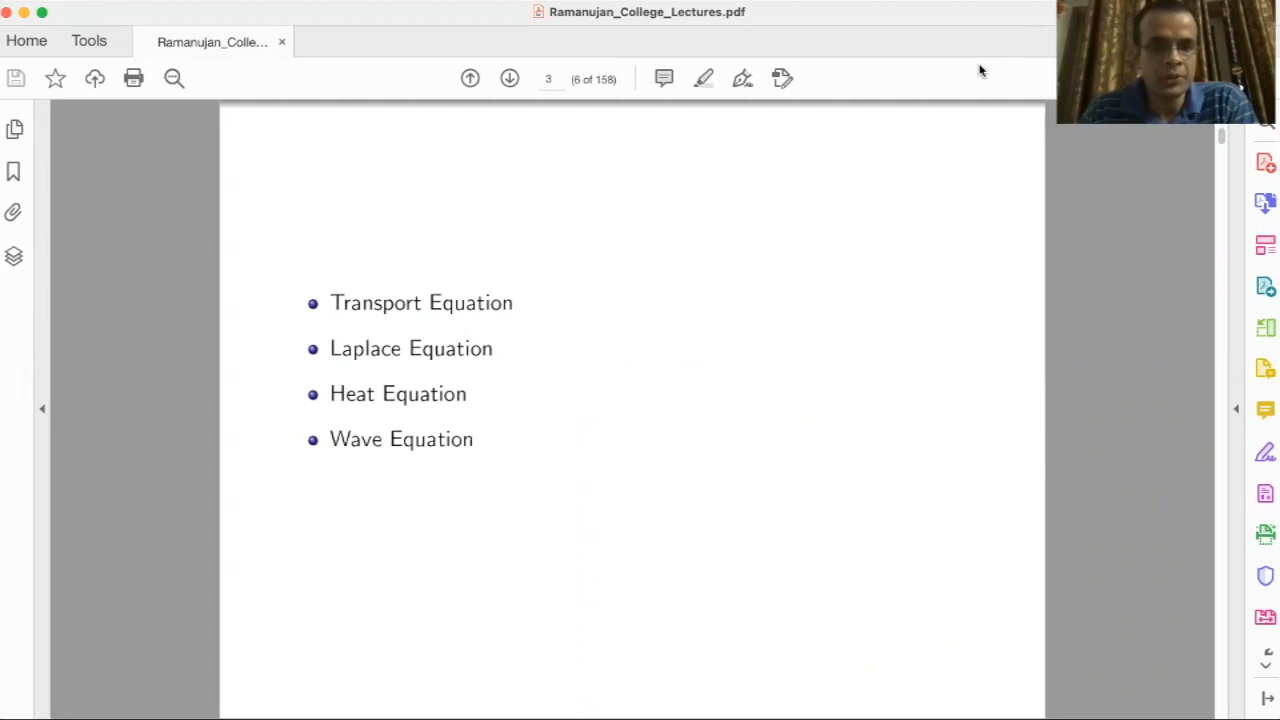 Ramanujan_College_Lectures.pdf
Home
Tools
Ramanujan_Colle...
3
(6 of 158)
Transport Equation
Laplace Equation
Heat Equation
Wave Equation